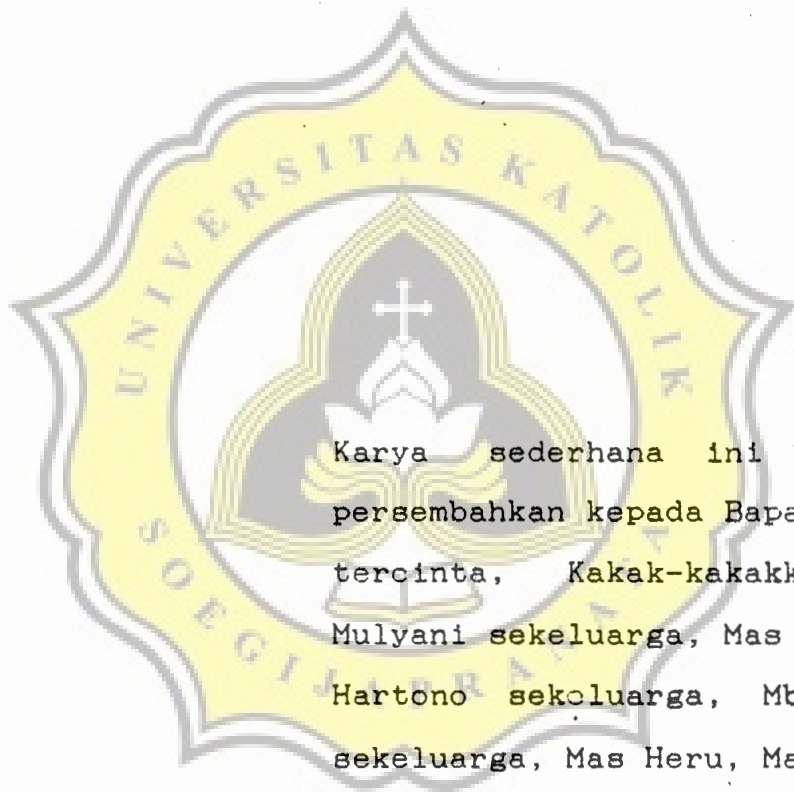 UNIVERSITAS KATOLIK
SOEGIJAPRANATA
Karya sederhana ini
persembahkan kepada Bapa
tercinta, Kakak-kakakk
Mulyani sekeluarga, Mas
Hartono sekeluarga, Mb
sekeluarga, Mas Heru, Ma